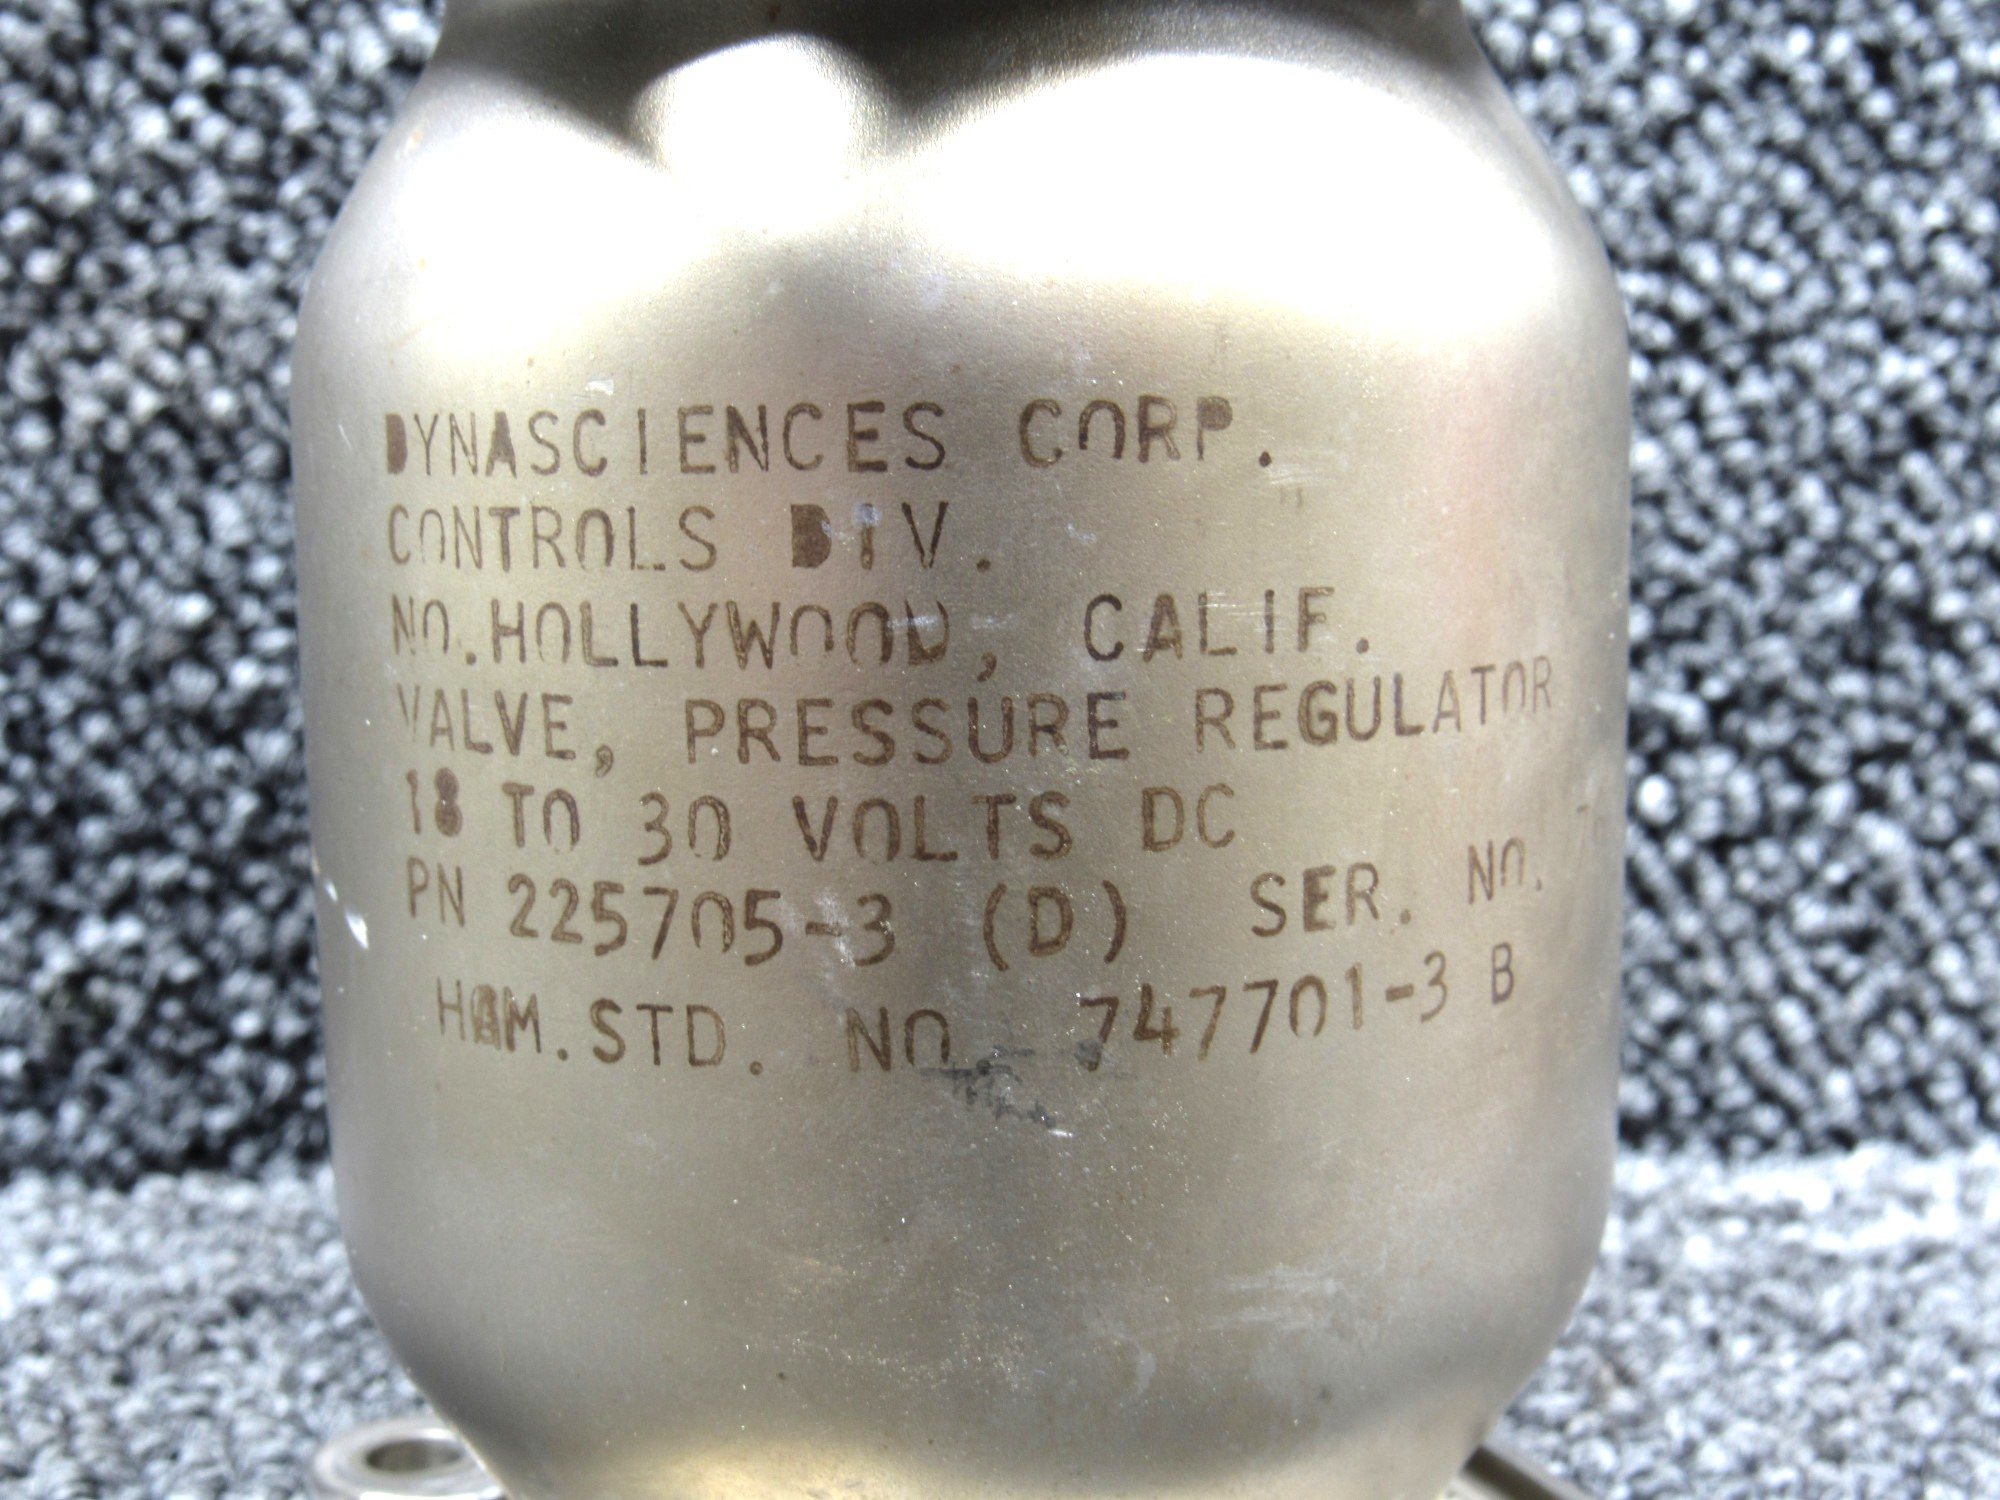 DYNASCIENCES CORP.
CONTROLS DIV.
NO.HOLLYWOOD, CALIF.
VALVE, PRESSURE REGULATOR
18 TO 30 VOLTS DC
PN 225705-3 (D) SER. NO.
HAM.STD. NO. 747701-3 B